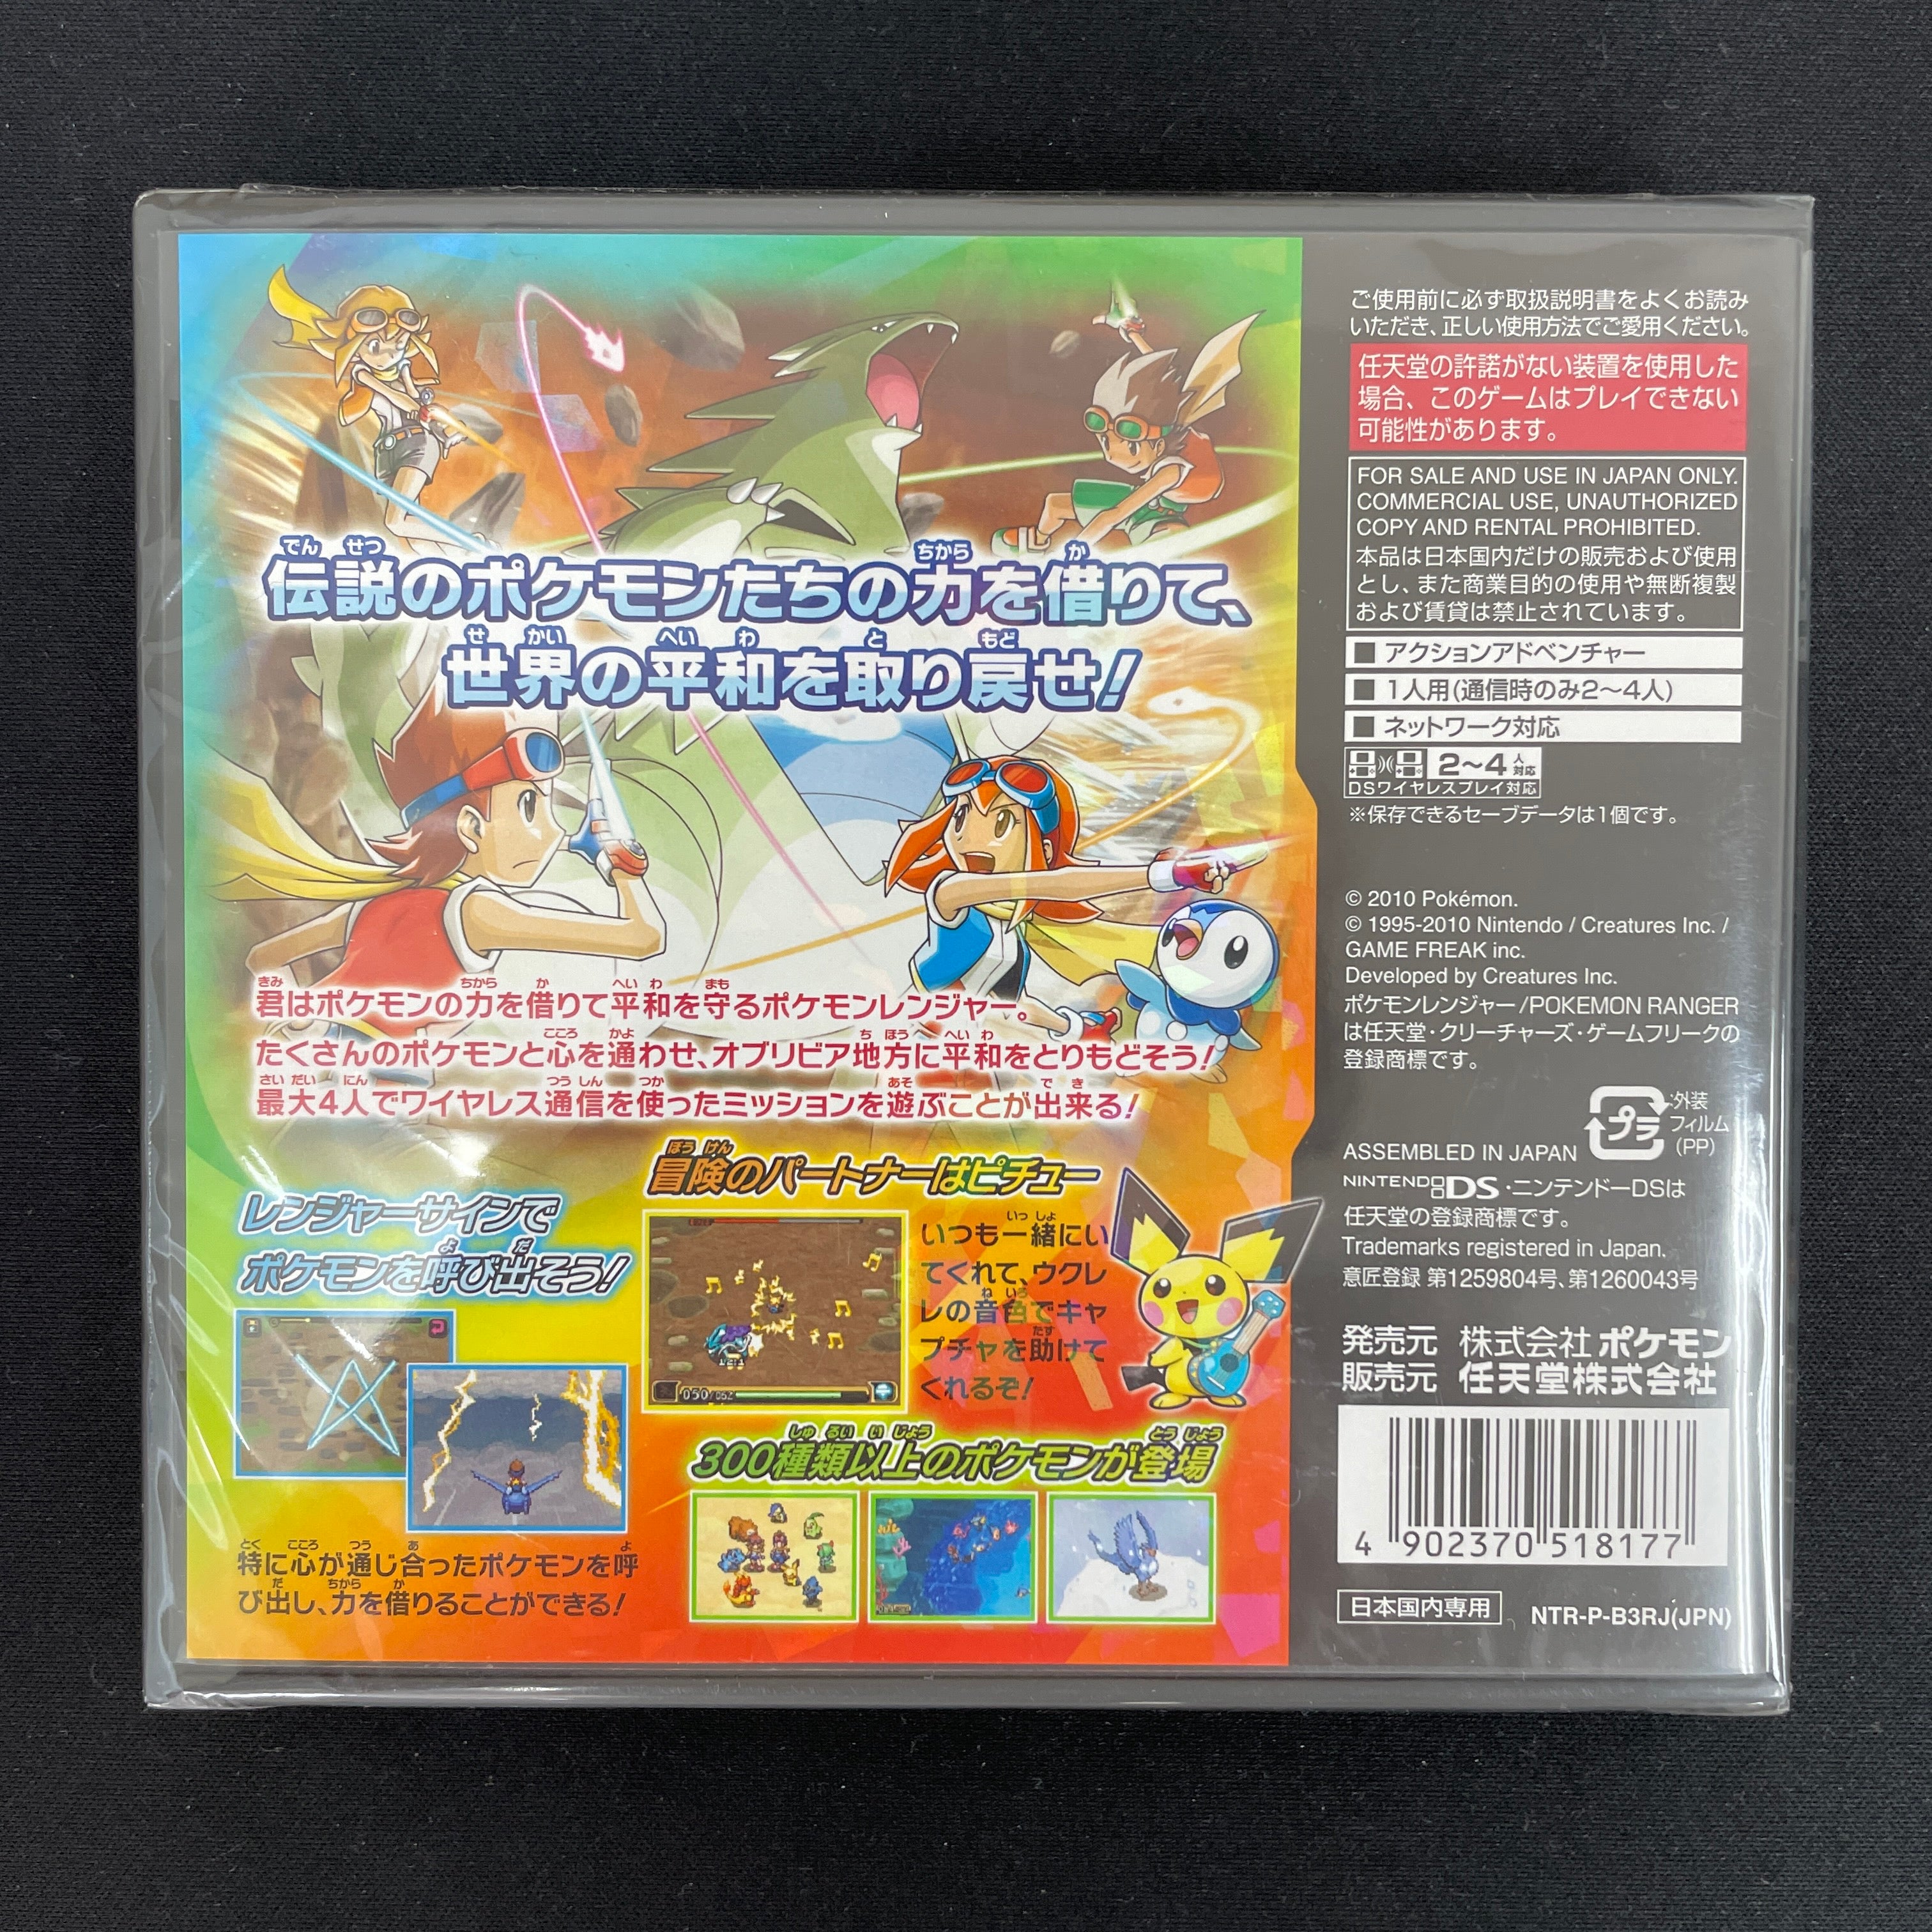 伝説のポケモンたちの力を借りて、
世界の平和を取り戻せ!
君はポケモンの力を借りて平和を守るポケモンレンジャー。
たくさんのポケモンと心を通わせ、オブリビア地方に平和をとりもどそう!
最大4人でワイヤレス通信を使ったミッションを遊ぶことが出来る!
レンジャーサインで
ポケモンを呼び出そう!
特に心が通じ合ったポケモンを呼
び出し、力を借りることができる!
冒険のパートナーはピチュー
いつも一緒にい
てくれて、ウクレ
レの音色でキャ
プチャを助けて
くれるぞ!
300種類以上のポケモンが登場
ご使用前に必ず取扱説明書をよくお読み
いただき、正しい使用方法でご愛用ください。
任天堂の許諾がない装置を使用した
場合、このゲームはプレイできない
可能性があります。
FOR SALE AND USE IN JAPAN ONLY.
COMMERCIAL USE, UNAUTHORIZED
COPY AND RENTAL PROHIBITED.
本品は日本国内だけの販売および使用
とし、また商業目的の使用や無断複製
および賃貸は禁止されています。
■ アクションアドベンチャー
■ 1人用(通信時のみ2〜4人)
■ ネットワーク対応
2〜4人対応
DSワイヤレスプレイ対応
※保存できるセーブデータは1個です。
© 2010 Pokémon.
© 1995-2010 Nintendo / Creatures Inc. /
GAME FREAK inc.
Developed by Creatures Inc.
ポケモンレンジャー/POKEMON RANGER
は任天堂・クリーチャーズ・ゲームフリークの
登録商標です。
プラ
:外装
フィルム
(PP)
ASSEMBLED IN JAPAN
NINTENDO DS・ニンテンドーDSは
任天堂の登録商標です。
Trademarks registered in Japan.
意匠登録 第1259804号、第1260043号
発売元 株式会社 ポケモン
販売元 任天堂株式会社
4 902370 518177
日本国内専用 NTR-P-B3RJ(JPN)